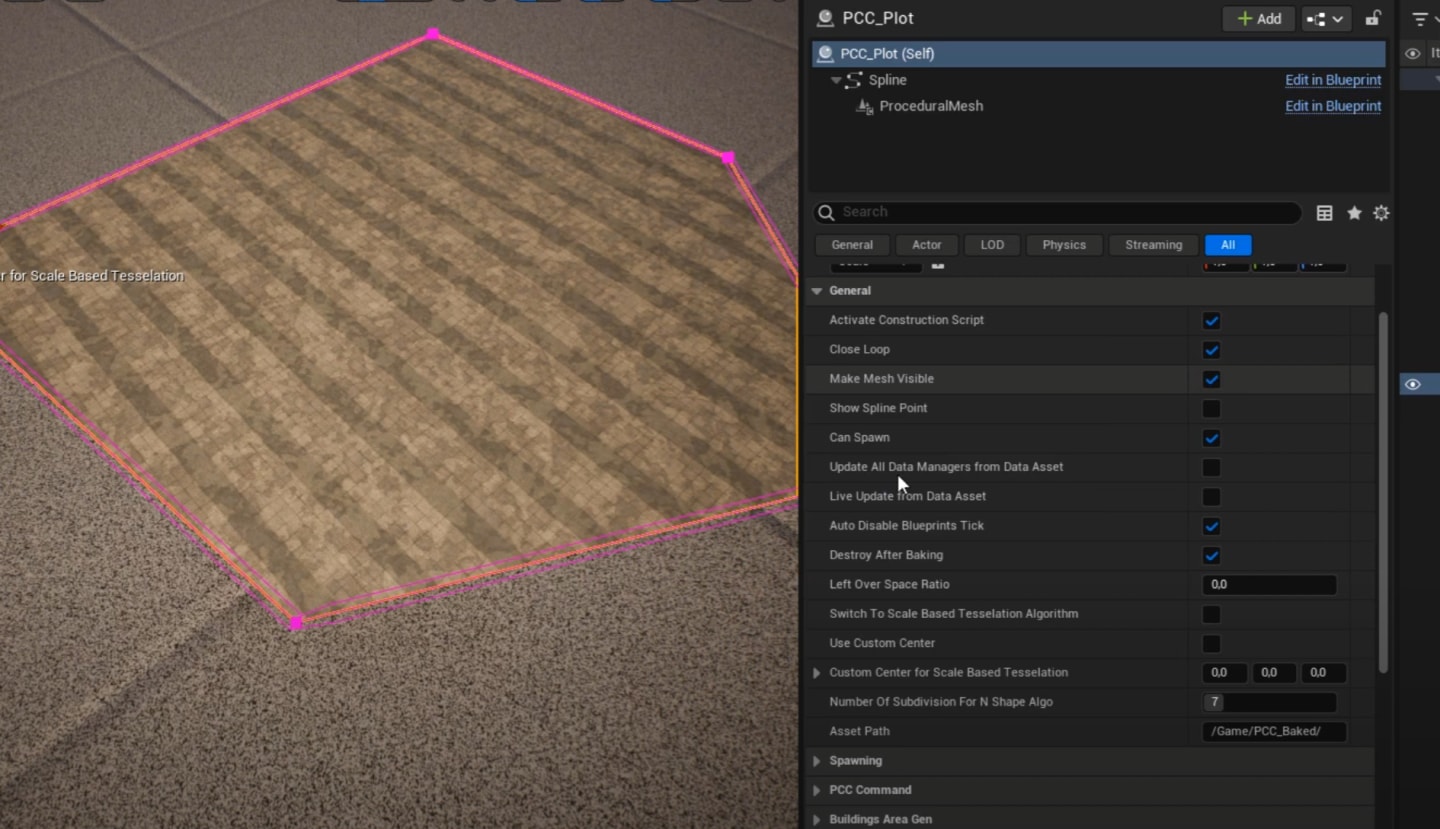 PCC_Plot
Add
PCC_Plot (Self)
Spline Edit in Blueprint
ProceduralMesh Edit in Blueprint
Search
General Actor LOD Physics Streaming All
General
Activate Construction Script
Close Loop
Make Mesh Visible
Show Spline Point
Can Spawn
Update All Data Managers from Data Asset
Live Update from Data Asset
Auto Disable Blueprints Tick
Destroy After Baking
Left Over Space Ratio 0,0
Switch To Scale Based Tesselation Algorithm
Use Custom Center
Custom Center for Scale Based Tesselation 0,0 0,0 0,0
Number Of Subdivision For N Shape Algo 7
Asset Path /Game/PCC_Baked/
Spawning
PCC Command
Buildings Area Gen
r for Scale Based Tesselation